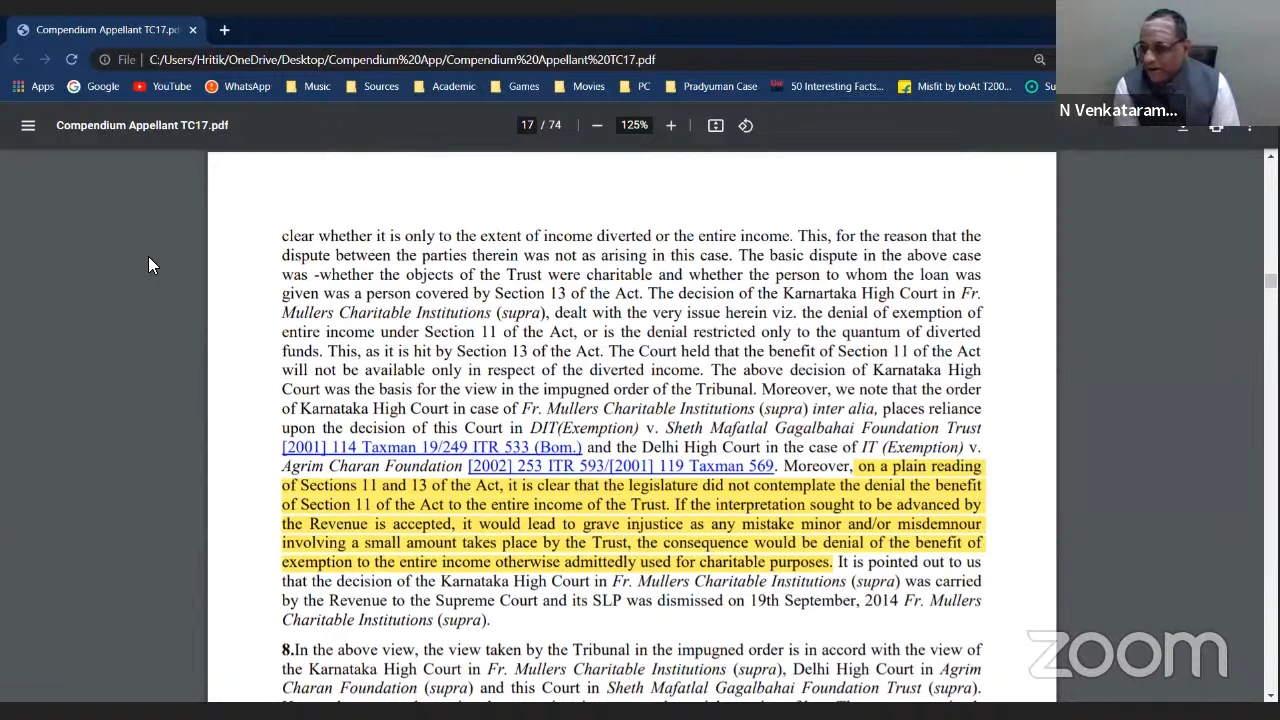 Compendium Appellant TC17.pd
File C:/Users/Hritik/OneDrive/Desktop/Compendium%20App/Compendium%20Appellant%20TC17.pdf
Apps Google YouTube WhatsApp Music Sources Academic Games Movies PC Pradyuman Case 50 Interesting Facts... Misfit by boAt T200... Su
N Venkataram...
Compendium Appellant TC17.pdf 17 / 74 125%
clear whether it is only to the extent of income diverted or the entire income. This, for the reason that the
dispute between the parties therein was not as arising in this case. The basic dispute in the above case
was -whether the objects of the Trust were charitable and whether the person to whom the loan was
given was a person covered by Section 13 of the Act. The decision of the Karnartaka High Court in Fr.
Mullers Charitable Institutions (supra), dealt with the very issue herein viz. the denial of exemption of
entire income under Section 11 of the Act, or is the denial restricted only to the quantum of diverted
funds. This, as it is hit by Section 13 of the Act. The Court held that the benefit of Section 11 of the Act
will not be available only in respect of the diverted income. The above decision of Karnataka High
Court was the basis for the view in the impugned order of the Tribunal. Moreover, we note that the order
of Karnataka High Court in case of Fr. Mullers Charitable Institutions (supra) inter alia, places reliance
upon the decision of this Court in DIT(Exemption) v. Sheth Mafatlal Gagalbahai Foundation Trust
[2001] 114 Taxman 19/249 ITR 533 (Bom.) and the Delhi High Court in the case of IT (Exemption) v.
Agrim Charan Foundation [2002] 253 ITR 593/[2001] 119 Taxman 569. Moreover, on a plain reading
of Sections 11 and 13 of the Act, it is clear that the legislature did not contemplate the denial the benefit
of Section 11 of the Act to the entire income of the Trust. If the interpretation sought to be advanced by
the Revenue is accepted, it would lead to grave injustice as any mistake minor and/or misdemnour
involving a small amount takes place by the Trust, the consequence would be denial of the benefit of
exemption to the entire income otherwise admittedly used for charitable purposes. It is pointed out to us
that the decision of the Karnataka High Court in Fr. Mullers Charitable Institutions (supra) was carried
by the Revenue to the Supreme Court and its SLP was dismissed on 19th September, 2014 Fr. Mullers
Charitable Institutions (supra).
8.In the above view, the view taken by the Tribunal in the impugned order is in accord with the view of
the Karnataka High Court in Fr. Mullers Charitable Institutions (supra), Delhi High Court in Agrim
Charan Foundation (supra) and this Court in Sheth Mafatlal Gagalbahai Foundation Trust (supra).
zoom